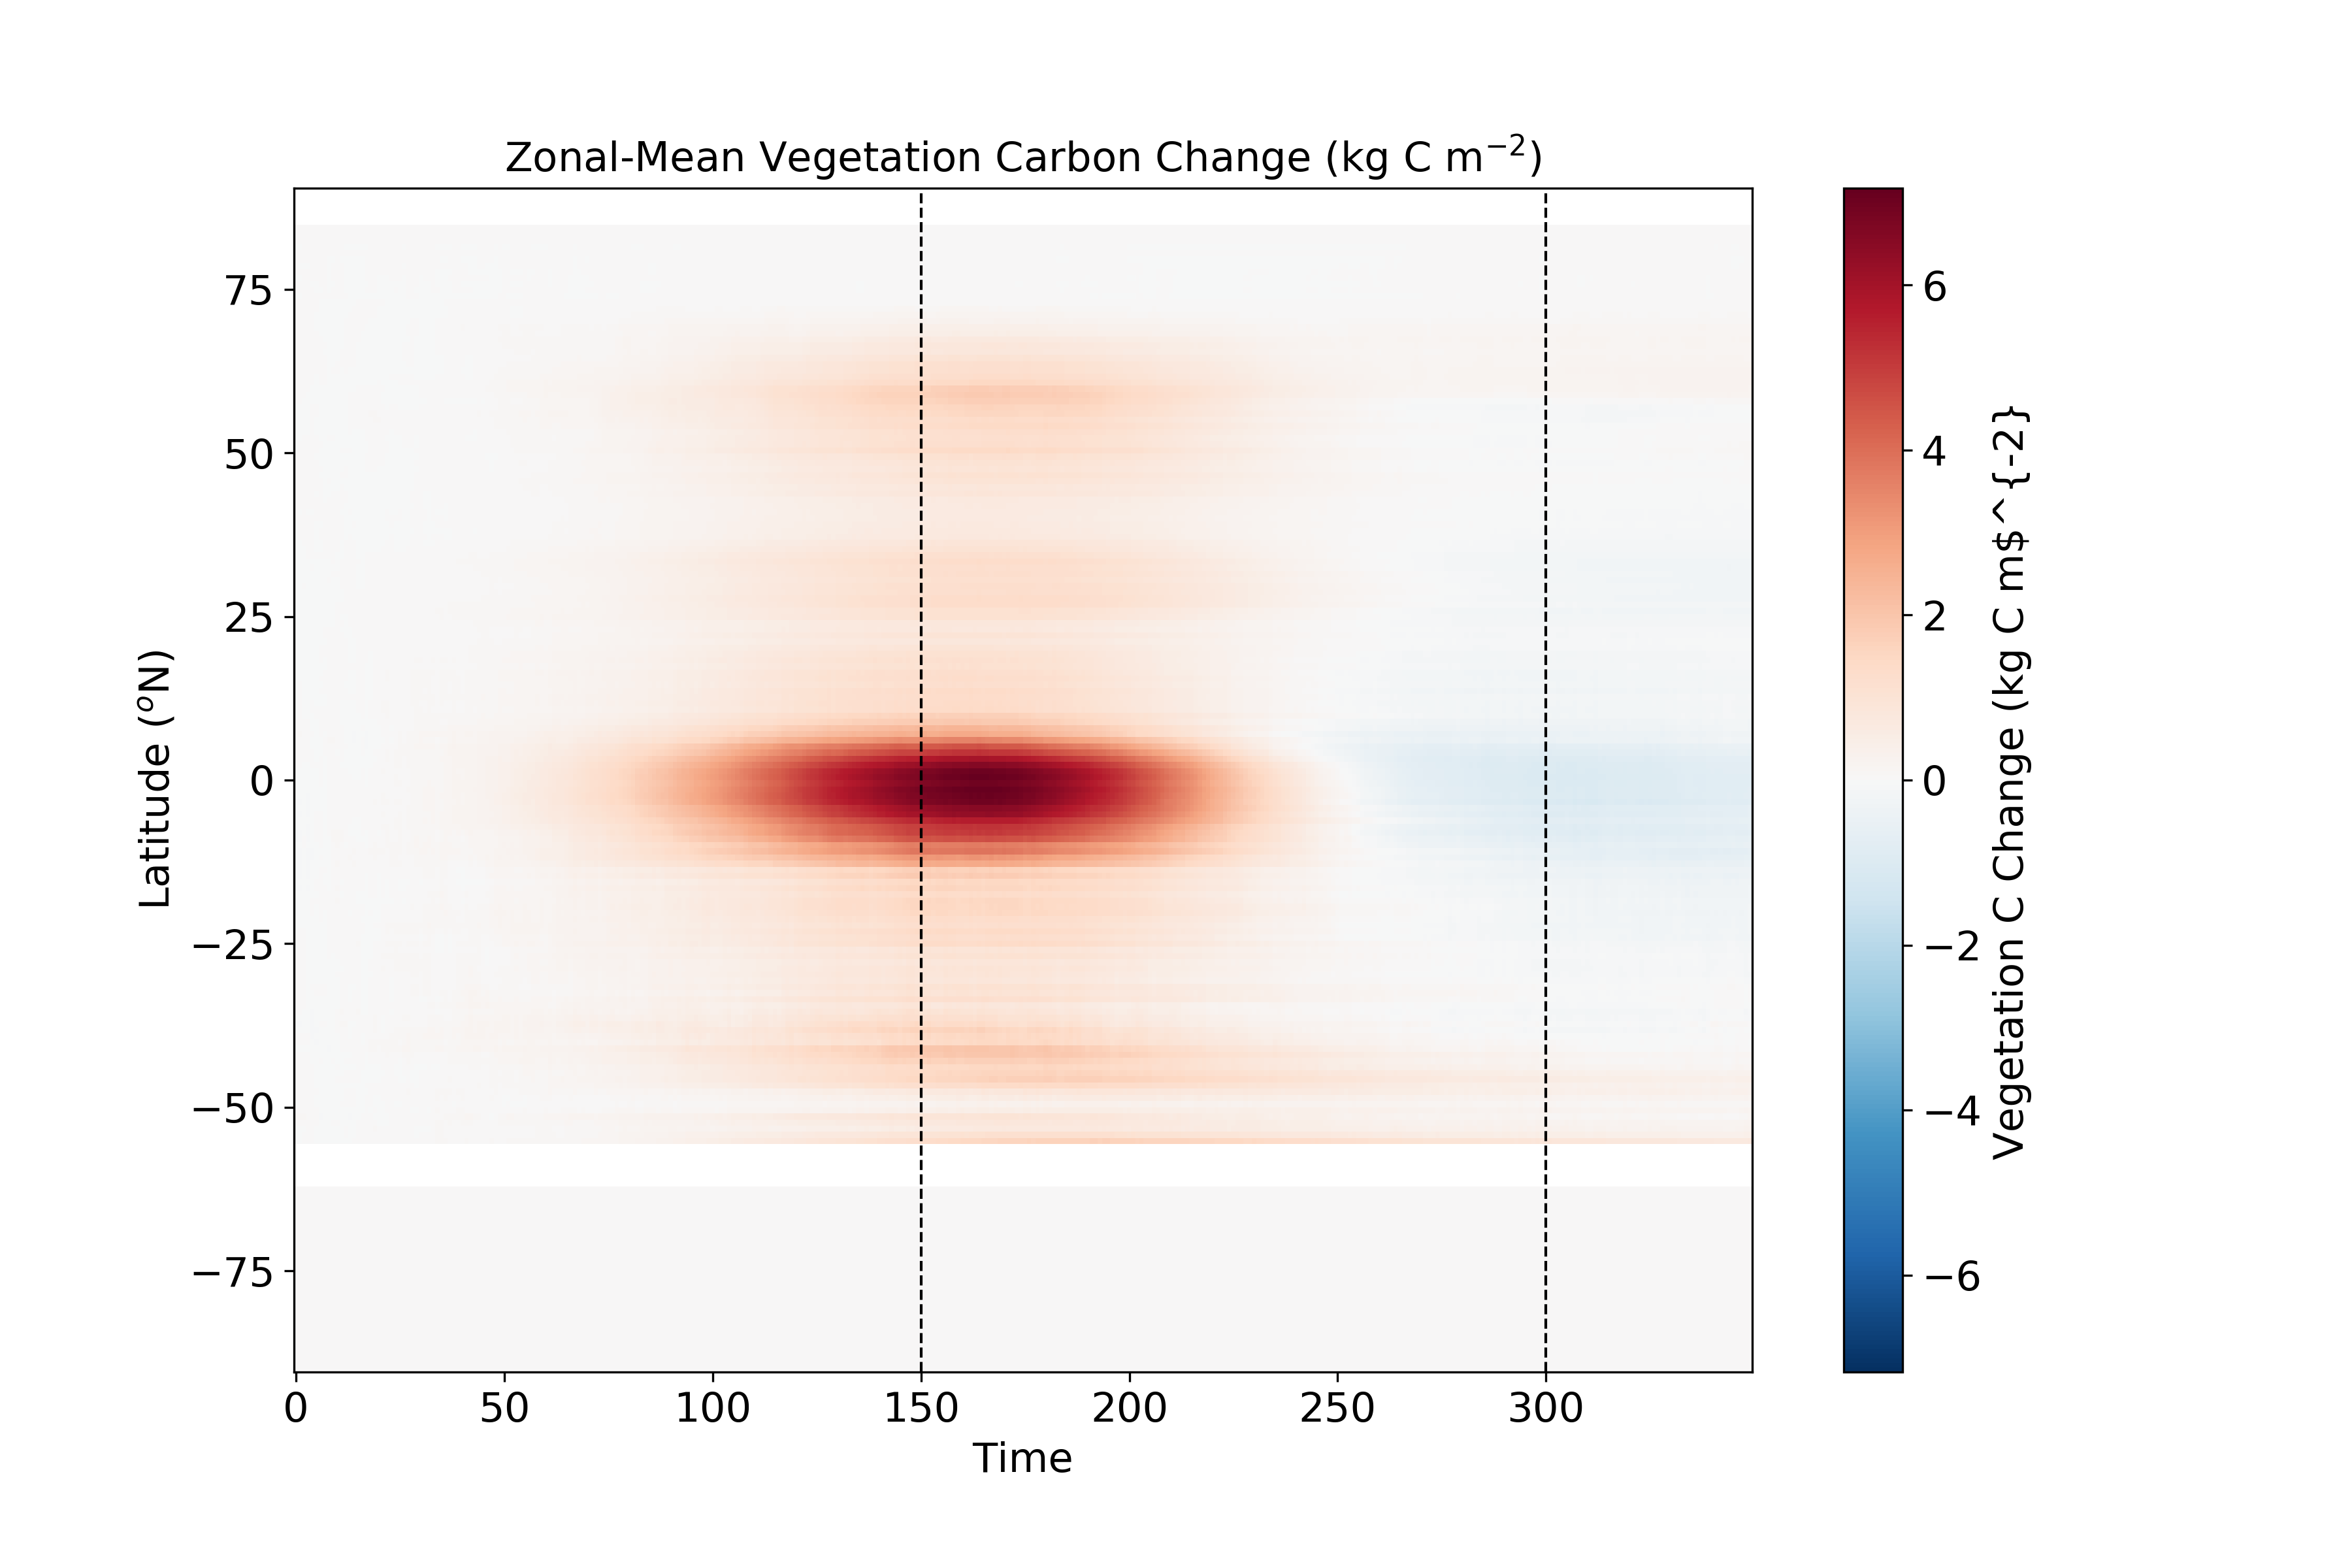 Zonal-Mean Vegetation Carbon Change (kg C m⁻²)
Latitude (ᵒN)
75
50
25
0
−25
−50
−75
0 50 100 150 200 250 300
Time
6
4
2
0
−2
−4
−6
Vegetation C Change (kg C m$^{-2}